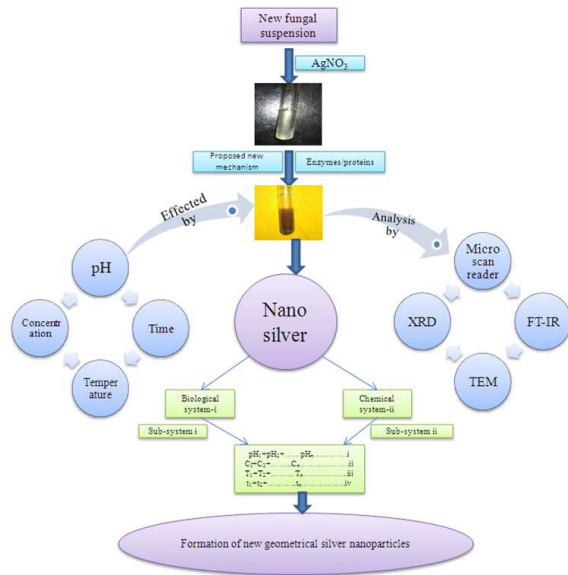 New fungal
suspension
AgNO3
Proposed new
mechanism
Enzymes/proteins
Effected
by
Analysis
by
pH
Concentr
ation
Time
Temper
ature
Nano
silver
Micro
scan
reader
XRD
FT-IR
TEM
Biological
system-i
Chemical
system-ii
Sub-system i
Sub-system ii
pH1+pH2+.......pHn............i
C1+C2+.........Cn................ii
T1+T2+..........Tn...............iii
t1+t2+............tn...............iv
Formation of new geometrical silver nanoparticles